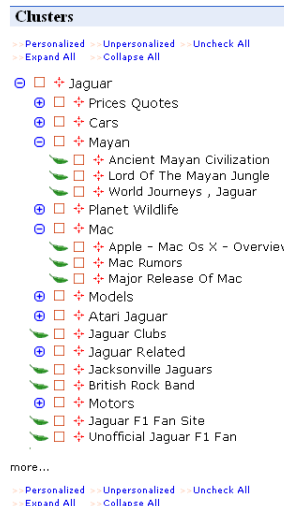 Clusters
Personalized Unpersonalized Uncheck All
Expand All Collapse All
Jaguar
Prices Quotes
Cars
Mayan
Ancient Mayan Civilization
Lord Of The Mayan Jungle
World Journeys , Jaguar
Planet Wildlife
Mac
Apple - Mac Os X - Overview
Mac Rumors
Major Release Of Mac
Models
Atari Jaguar
Jaguar Clubs
Jaguar Related
Jacksonville Jaguars
British Rock Band
Motors
Jaguar F1 Fan Site
Unofficial Jaguar F1 Fan
more...
Personalized Unpersonalized Uncheck All
Expand All Collapse All